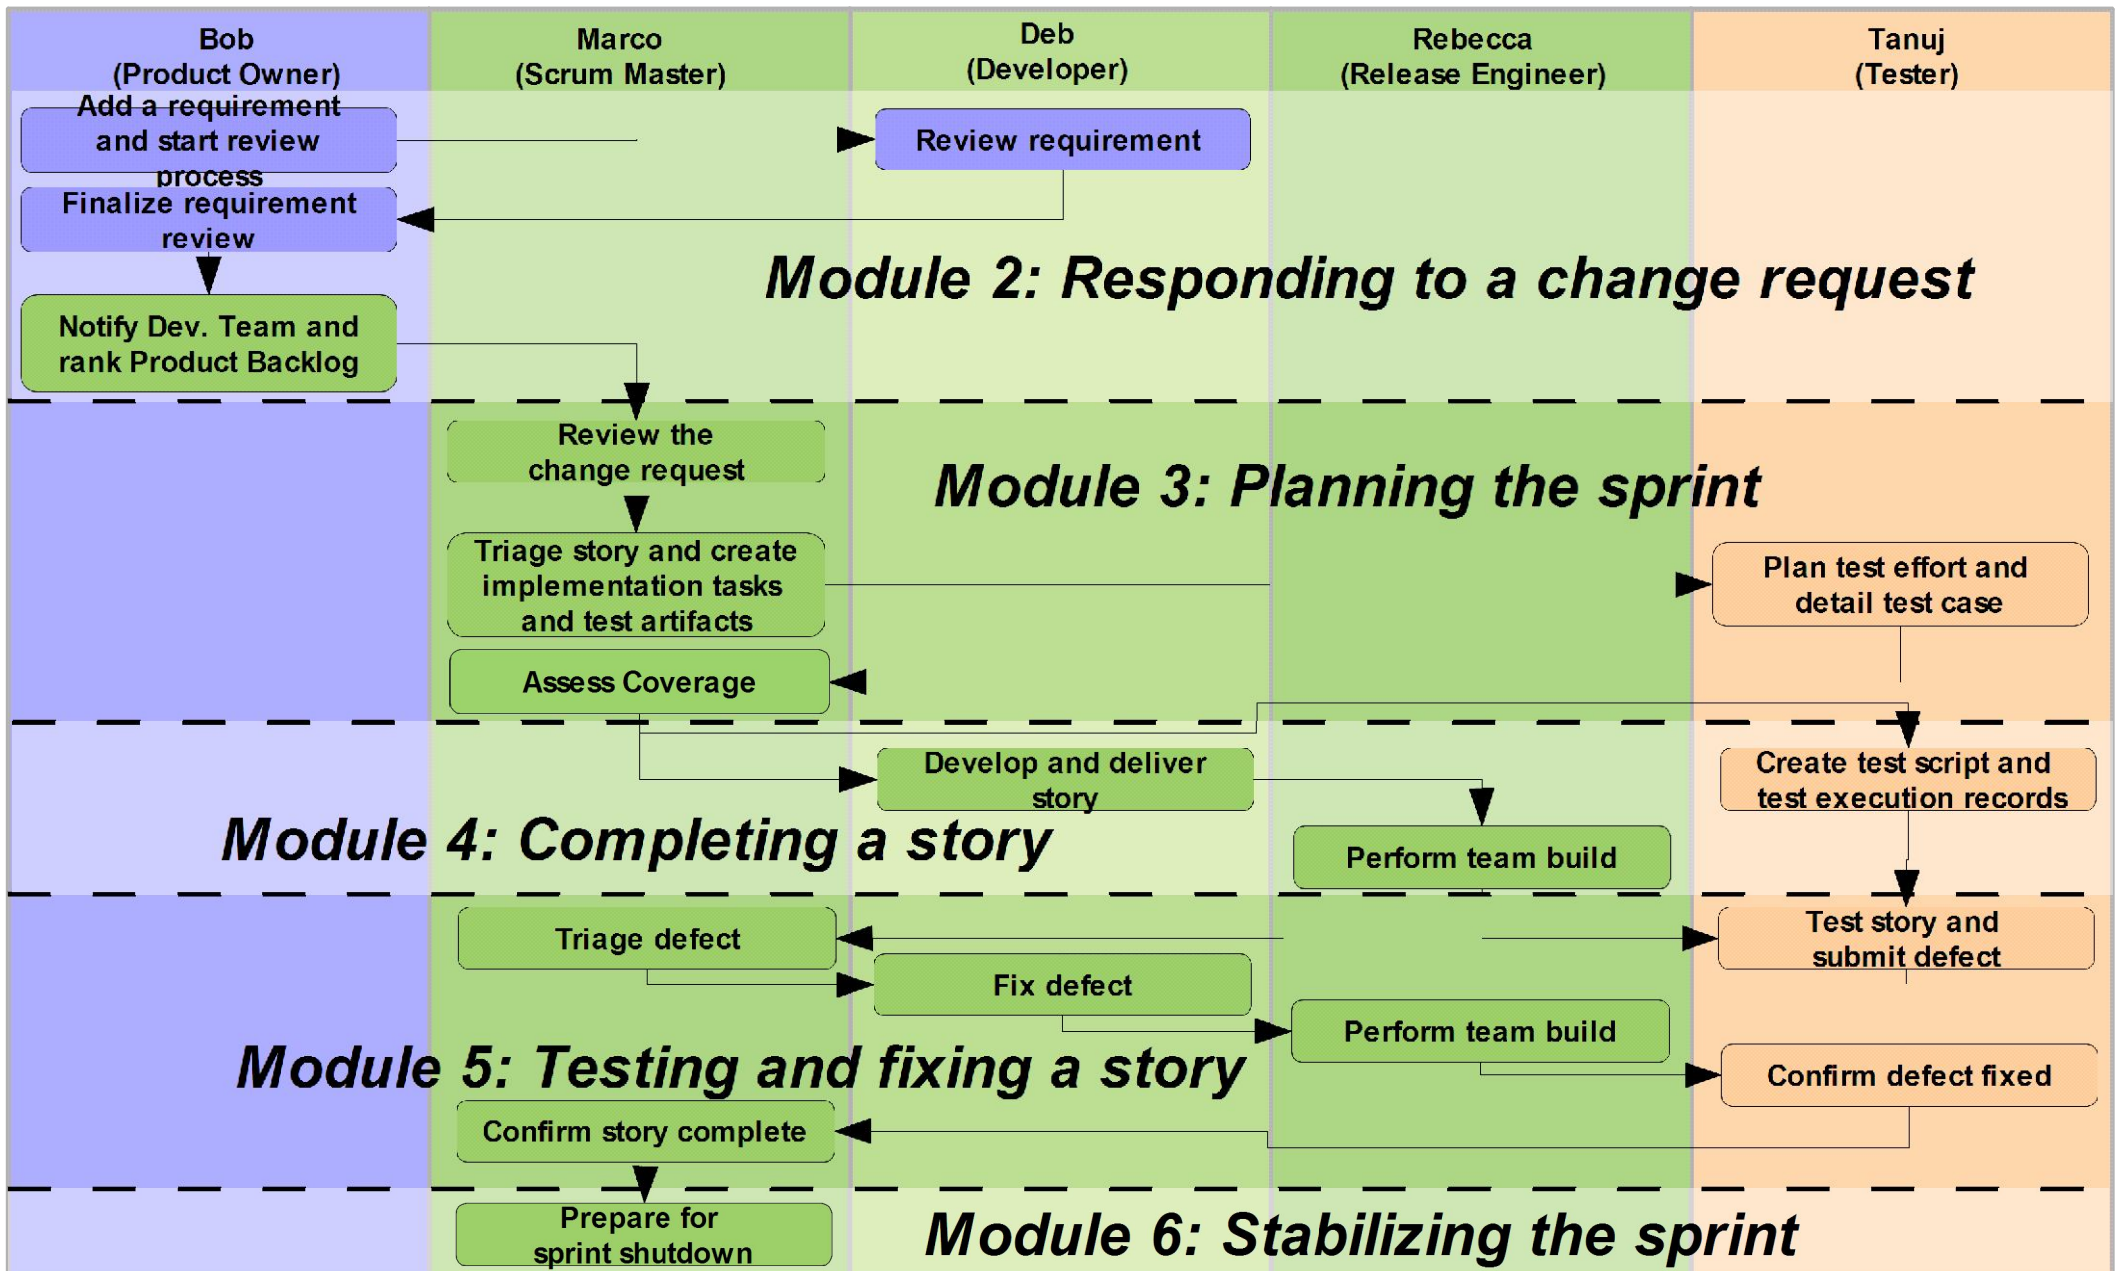 Bob
(Product Owner)
Marco
(Scrum Master)
Deb
(Developer)
Rebecca
(Release Engineer)
Tanuj
(Tester)
Add a requirement
and start review
process
Review requirement
Finalize requirement
review
Module 2: Responding to a change request
Notify Dev. Team and
rank Product Backlog
Review the
change request
Module 3: Planning the sprint
Triage story and create
implementation tasks
and test artifacts
Plan test effort and
detail test case
Assess Coverage
Develop and deliver
story
Create test script and
test execution records
Module 4: Completing a story
Perform team build
Triage defect
Test story and
submit defect
Fix defect
Perform team build
Module 5: Testing and fixing a story
Confirm defect fixed
Confirm story complete
Prepare for
sprint shutdown
Module 6: Stabilizing the sprint